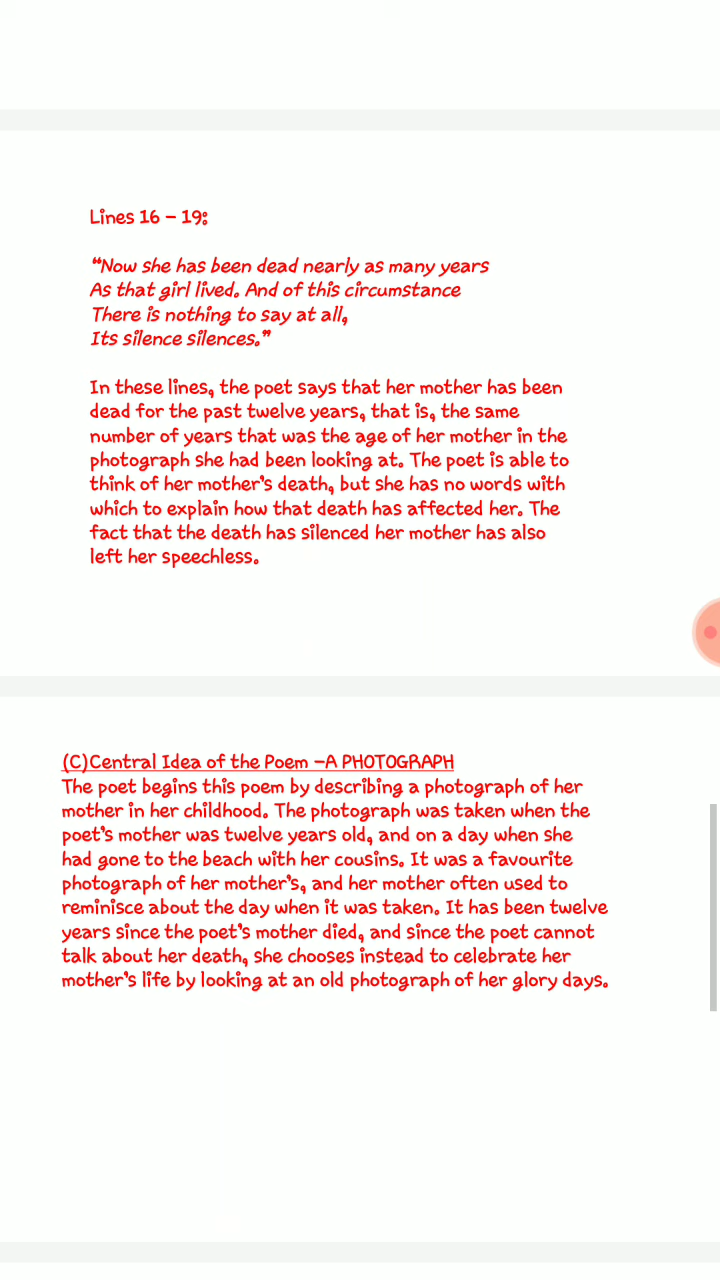 Lines 16 – 19:
“Now she has been dead nearly as many years
As that girl lived. And of this circumstance
There is nothing to say at all,
Its silence silences.”
In these lines, the poet says that her mother has been
dead for the past twelve years, that is, the same
number of years that was the age of her mother in the
photograph she had been looking at. The poet is able to
think of her mother’s death, but she has no words with
which to explain how that death has affected her. The
fact that the death has silenced her mother has also
left her speechless.
(C)Central Idea of the Poem –A PHOTOGRAPH
The poet begins this poem by describing a photograph of her
mother in her childhood. The photograph was taken when the
poet’s mother was twelve years old, and on a day when she
had gone to the beach with her cousins. It was a favourite
photograph of her mother’s, and her mother often used to
reminisce about the day when it was taken. It has been twelve
years since the poet’s mother died, and since the poet cannot
talk about her death, she chooses instead to celebrate her
mother’s life by looking at an old photograph of her glory days.